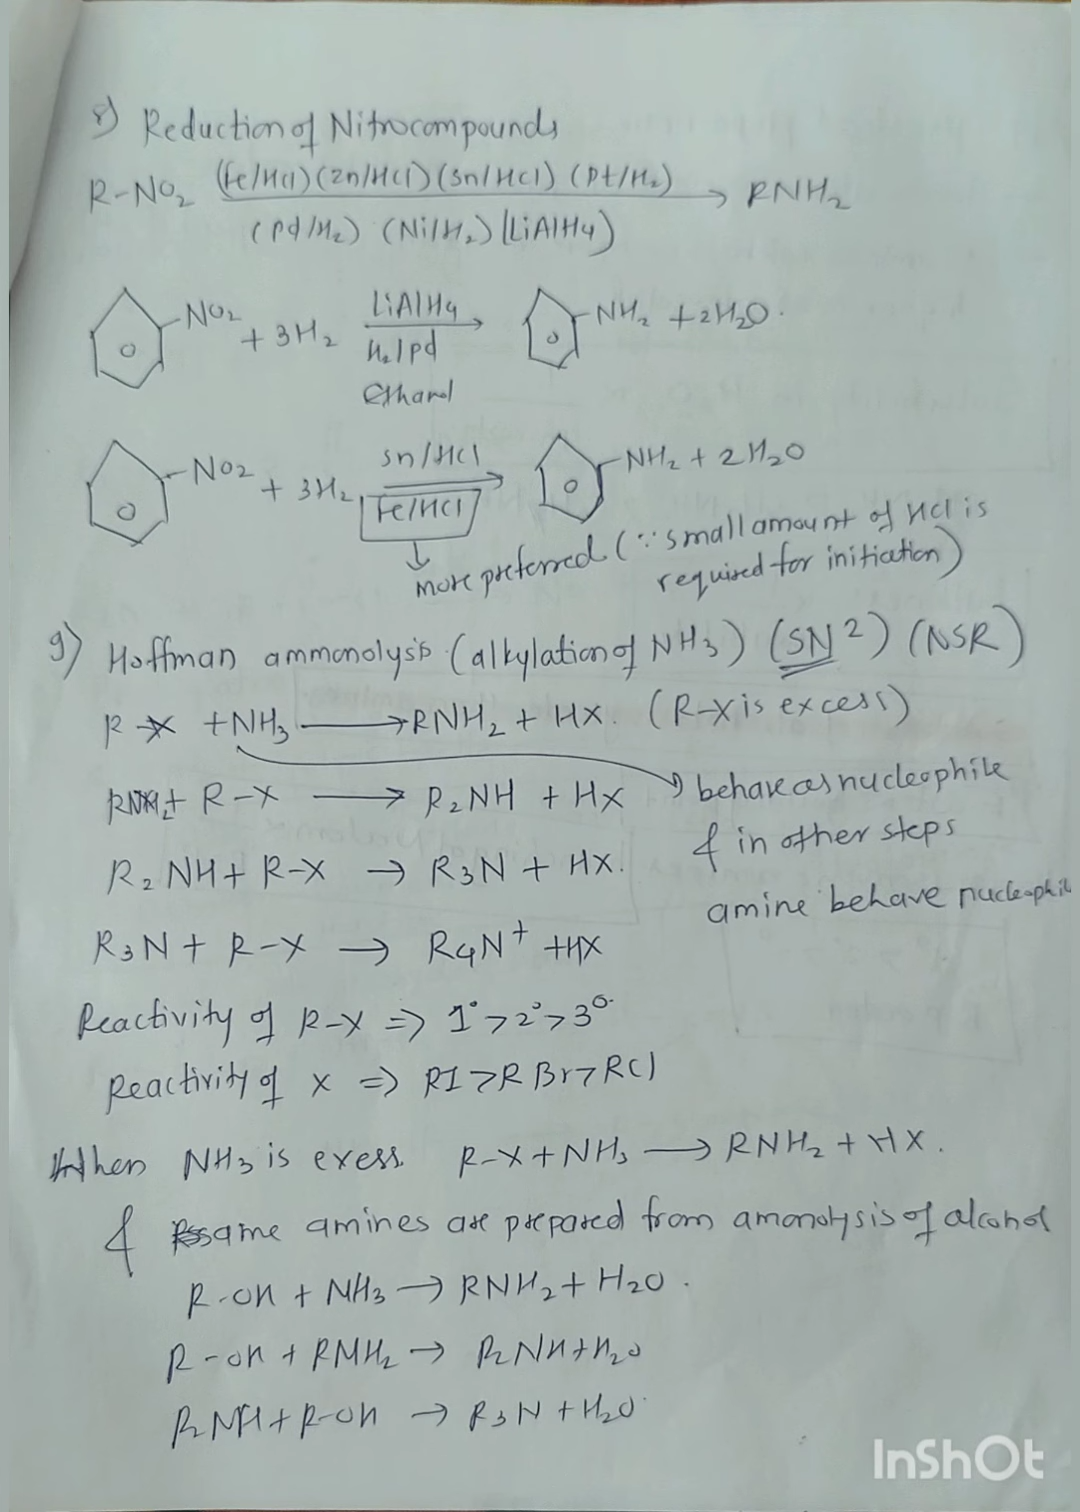 8) Reduction of Nitrocompounds
R-NO2 (Fe/HCl) (Zn/HCl) (Sn/HCl) (Pt/H2) → RNH2
(Pd/H2) (Ni/H2) (LiAlH4)
-NO2 + 3H2 LiAlH4 → -NH2 + 2H2O.
H2/pd
Ethanol
-NO2 + 3H2 Sn/HCl → -NH2 + 2H2O
Fe/HCl
↓
more preferred (∵ small amount of HCl is
required for initiation)
9) Hoffman ammonolysis (alkylation of NH3) (SN2) (NSR)
R-X + NH3 → RNH2 + HX. (R-X is excess)
RNH2 + R-X → R2NH + HX
behave as nucleophile
& in other steps
R2NH + R-X → R3N + HX.
amine behave nucleophil
R3N + R-X → R4N+ + HX
Reactivity of R-X ⇒ 1°>2°>3°
Reactivity of X ⇒ RI > RBr > RCl
When NH3 is exess. R-X + NH3 → RNH2 + HX.
& same amines are prepared from amonolysis of alcohol
R-OH + NH3 → RNH2 + H2O.
R-OH + RNH2 → R2NH + H2O
R2NH + R-OH → R3N + H2O
InShOt